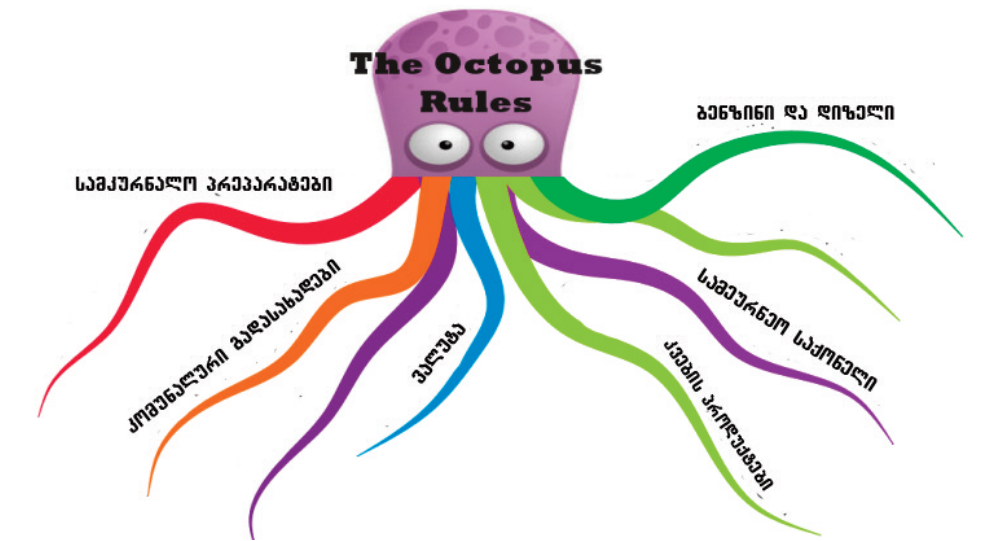 The Octopus
Rules
ბენზინი და დიზელი
სამკურნალო პრეპარატები
კომუნალური გადასახადები
ვალუტა
სამეურნეო საქონელი
კვების პროდუქტები